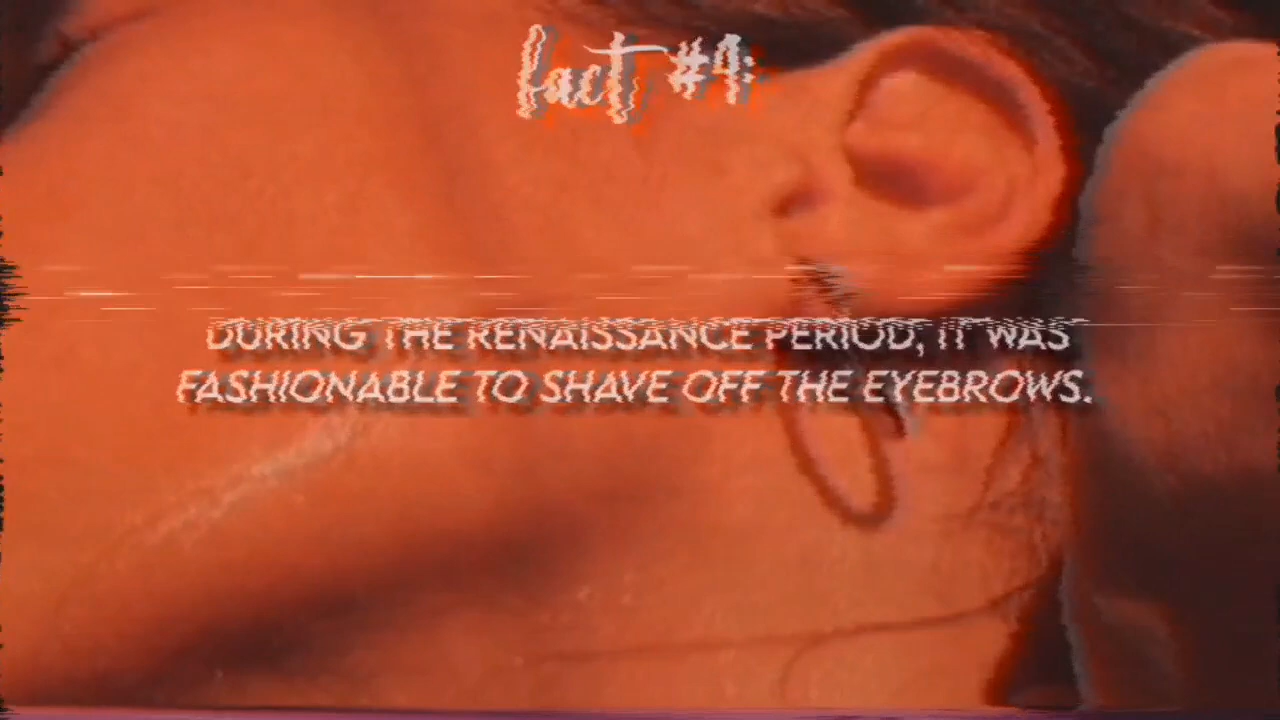 fact #4:
DURING THE RENAISSANCE PERIOD, IT WAS
FASHIONABLE TO SHAVE OFF THE EYEBROWS.